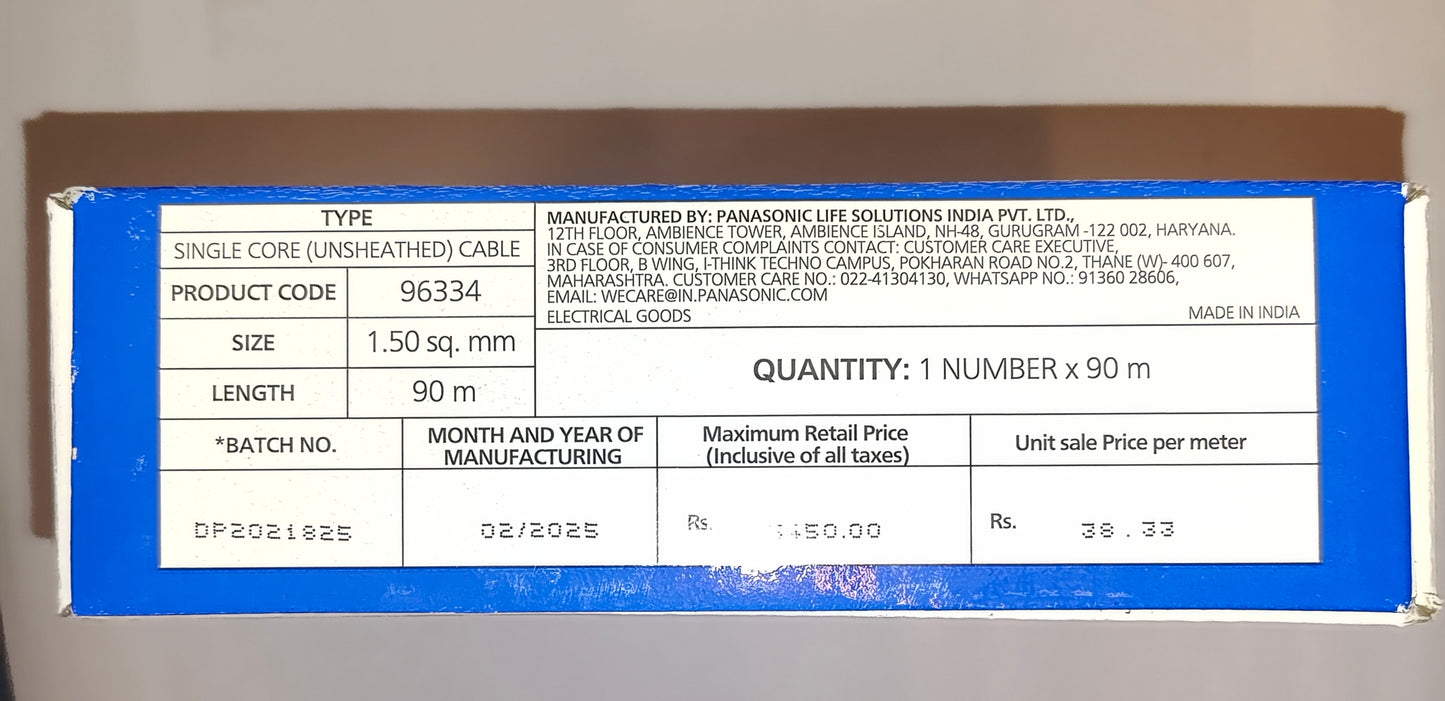 TYPE
SINGLE CORE (UNSHEATHED) CABLE
PRODUCT CODE 96334
SIZE 1.50 sq. mm
LENGTH 90 m
MANUFACTURED BY: PANASONIC LIFE SOLUTIONS INDIA PVT. LTD.,
12TH FLOOR, AMBIENCE TOWER, AMBIENCE ISLAND, NH-48, GURUGRAM -122 002, HARYANA.
IN CASE OF CONSUMER COMPLAINTS CONTACT: CUSTOMER CARE EXECUTIVE,
3RD FLOOR, B WING, I-THINK TECHNO CAMPUS, POKHARAN ROAD NO.2, THANE (W)- 400 607,
MAHARASHTRA. CUSTOMER CARE NO.: 022-41304130, WHATSAPP NO.: 91360 28606,
EMAIL: WECARE@IN.PANASONIC.COM
ELECTRICAL GOODS MADE IN INDIA
QUANTITY: 1 NUMBER x 90 m
*BATCH NO.
DP2021825
MONTH AND YEAR OF
MANUFACTURING
02/2025
Maximum Retail Price
(Inclusive of all taxes)
Rs.
Unit sale Price per meter
Rs. 38.33